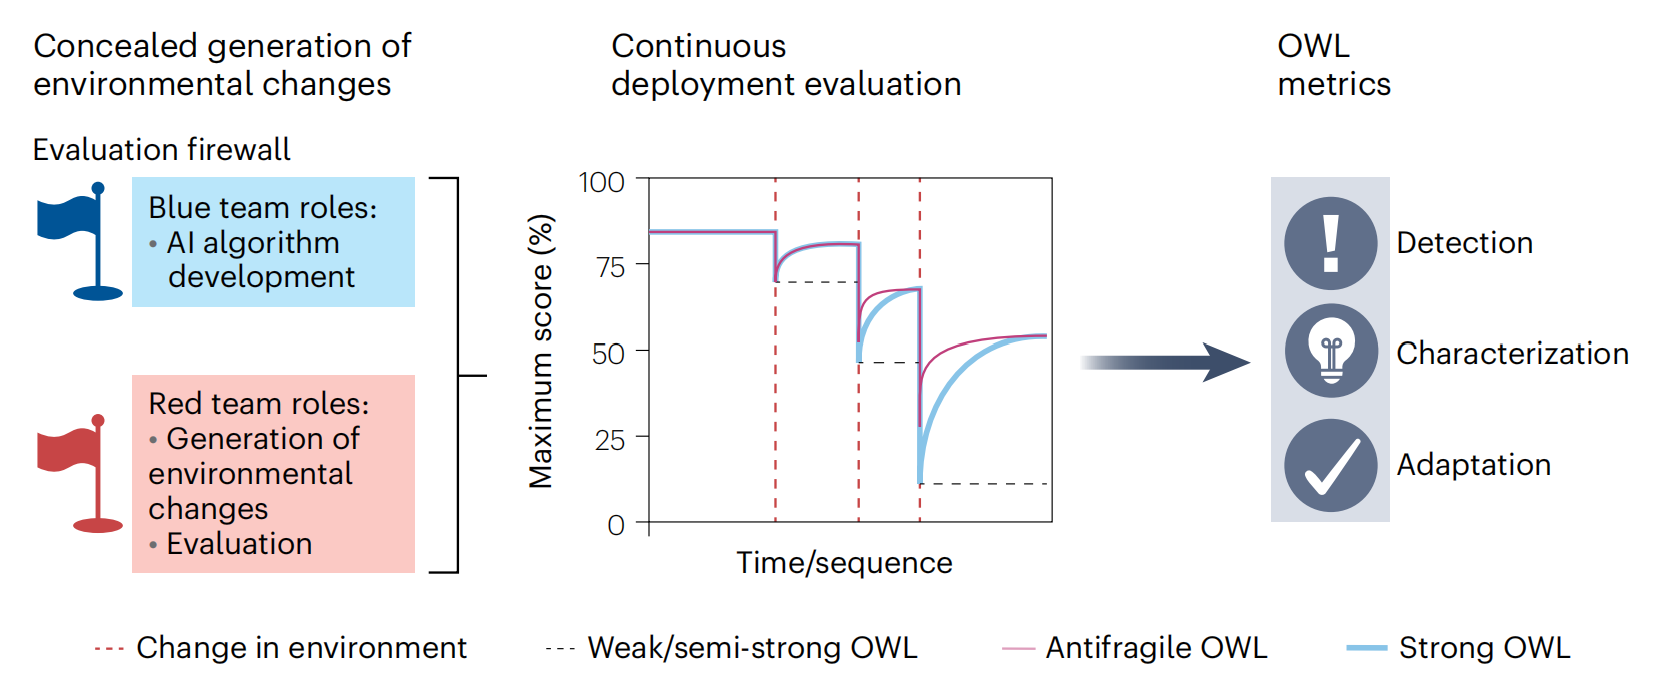 Concealed generation of
environmental changes
Evaluation firewall
Blue team roles:
• AI algorithm
development
Red team roles:
• Generation of
environmental
changes
• Evaluation
Continuous
deployment evaluation
Maximum score (%)
100
75
50
25
0
Time/sequence
OWL
metrics
!
Detection
Characterization
Adaptation
Change in environment
Weak/semi-strong OWL
Antifragile OWL
Strong OWL